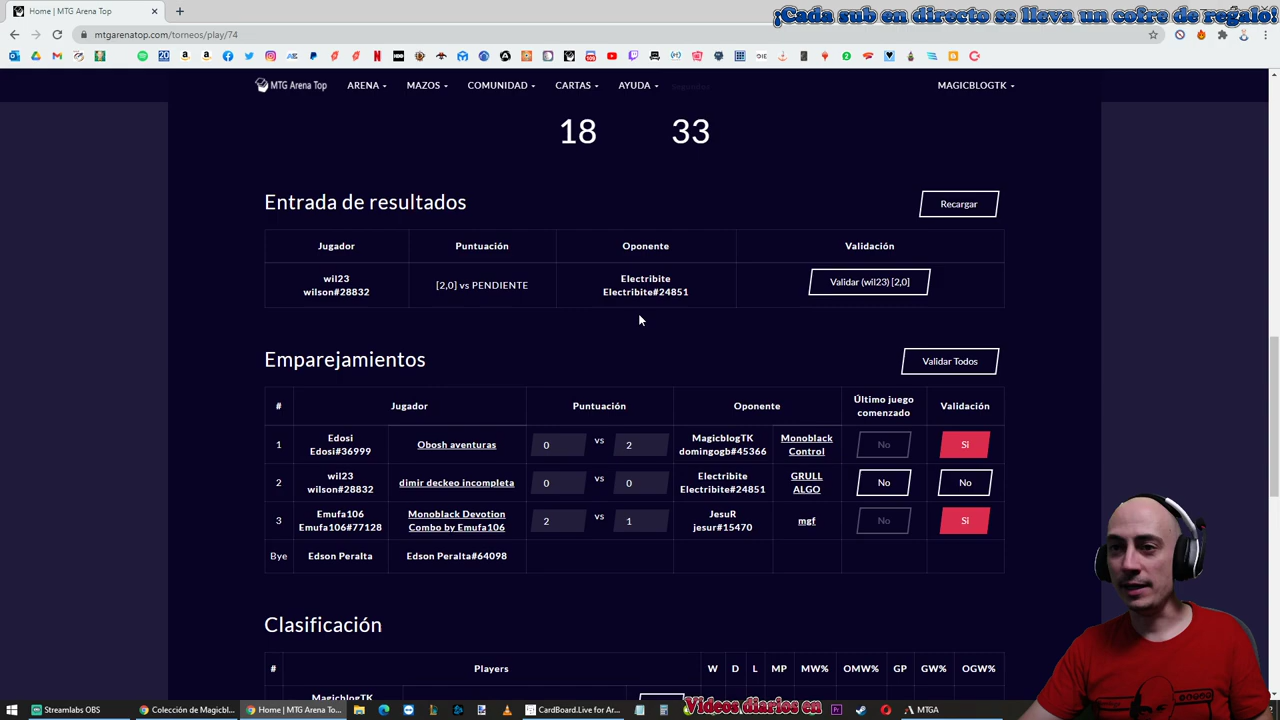 Home | MTG Arena Top
¡Cada sub en directo se lleva un cofre de regalo!
mtgarenatop.com/torneos/play/74
MTG Arena Top
ARENA
MAZOS
COMUNIDAD
CARTAS
AYUDA
MAGICBLOGTK
18
33
Entrada de resultados
Recargar
Jugador Puntuación Oponente Validación
wil23
wilson#28832
[2,0] vs PENDIENTE
Electribite
Electribite#24851
Validar (wil23) [2,0]
Emparejamientos
Validar Todos
# Jugador Puntuación Oponente Último juego comenzado Validación
1 Edosi
Edosi#36999
Obosh aventuras
0 vs 2
MagicblogTK
domingogb#45366
Monoblack
Control
No
Si
2 wil23
wilson#28832
dimir deckeo incompleta
0 vs 0
Electribite
Electribite#24851
GRULL
ALGO
No
No
3 Emufa106
Emufa106#77128
Monoblack Devotion
Combo by Emufa106
2 vs 1
JesuR
jesur#15470
mgf
No
Si
Bye Edson Peralta Edson Peralta#64098
Clasificación
# Players W D L MP MW% OMW% GP GW% OGW%
MagicblogTK
Streamlabs OBS
Colección de Magicbl...
Home | MTG Arena To...
CardBoard.Live for Ar...
Videos diarios en
MTGA